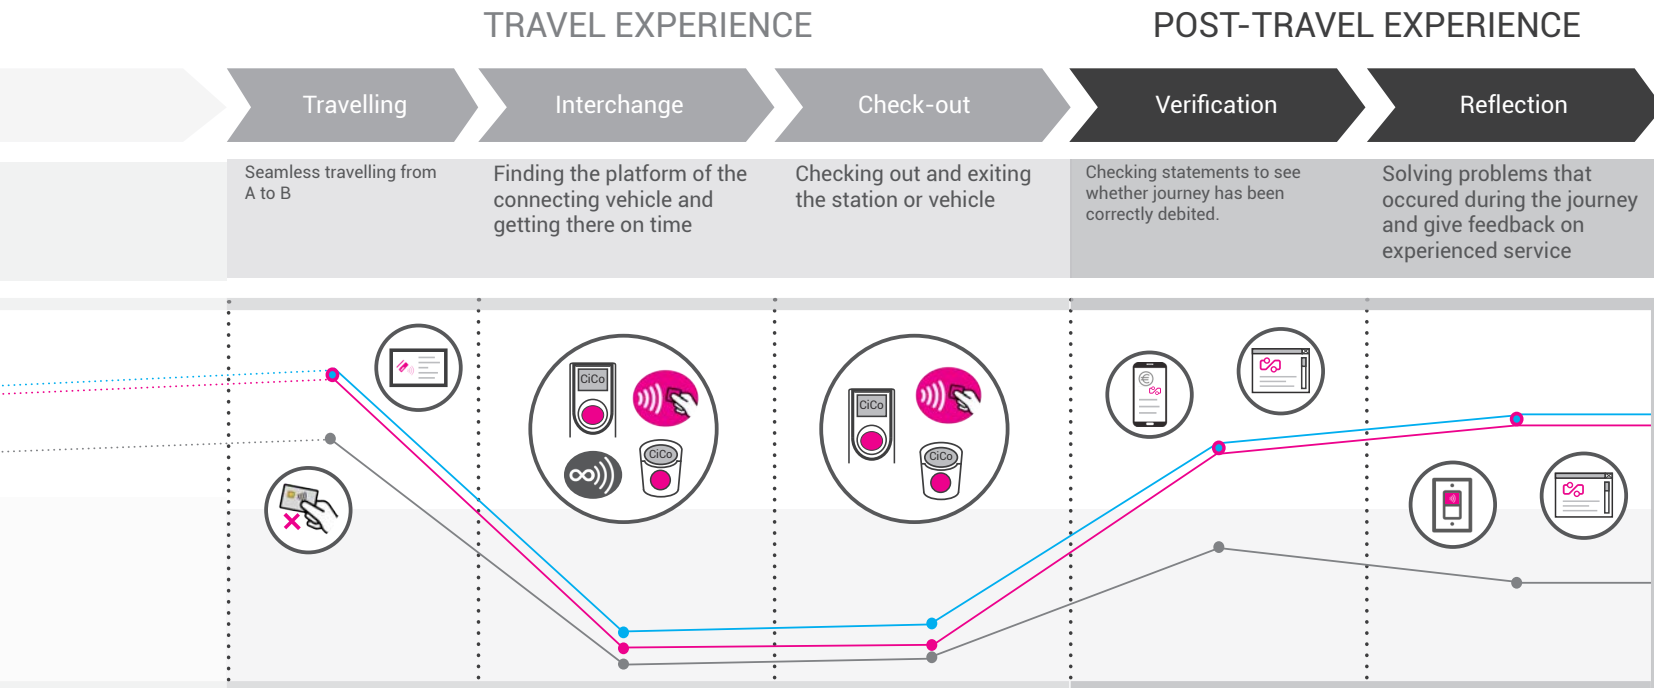 TRAVEL EXPERIENCE
POST-TRAVEL EXPERIENCE
Travelling
Interchange
Check-out
Verification
Reflection
Seamless travelling from
A to B
Finding the platform of the
connecting vehicle and
getting there on time
Checking out and exiting
the station or vehicle
Checking statements to see
whether journey has been
correctly debited.
Solving problems that
occured during the journey
and give feedback on
experienced service
CiCo
CiCo
CiCo
CiCo
€